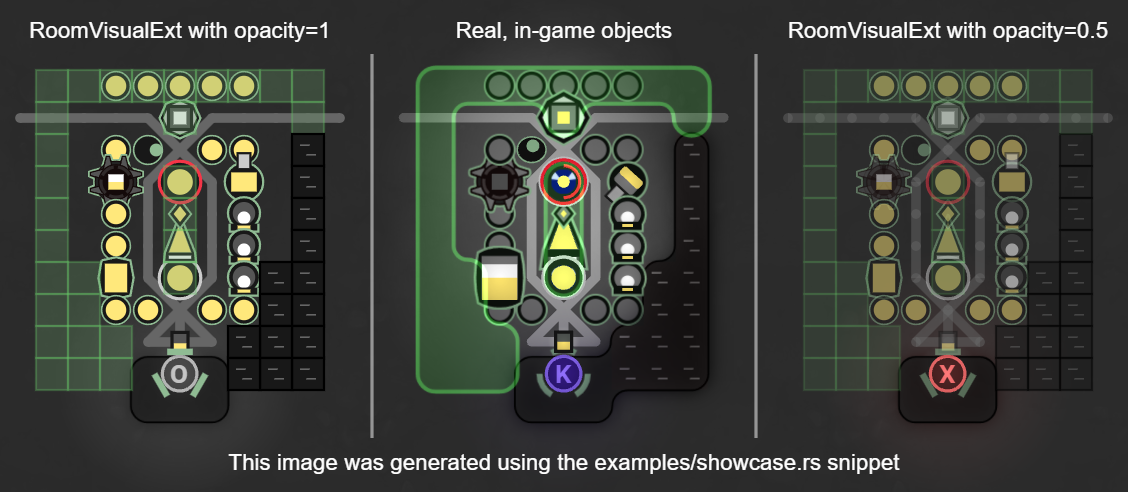 RoomVisualExt with opacity=1
Real, in-game objects
RoomVisualExt with opacity=0.5
O
K
X
This image was generated using the examples/showcase.rs snippet